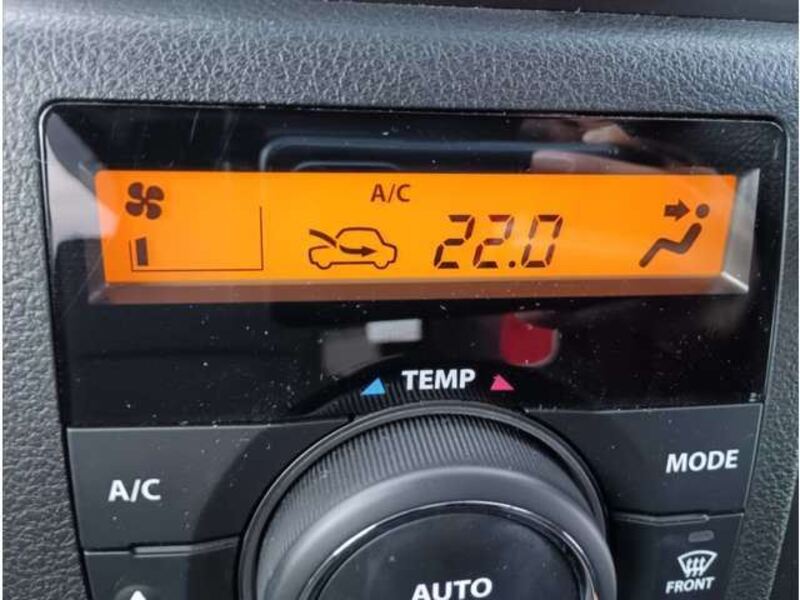 A/C
22.0
TEMP
A/C
MODE
AUTO
FRONT